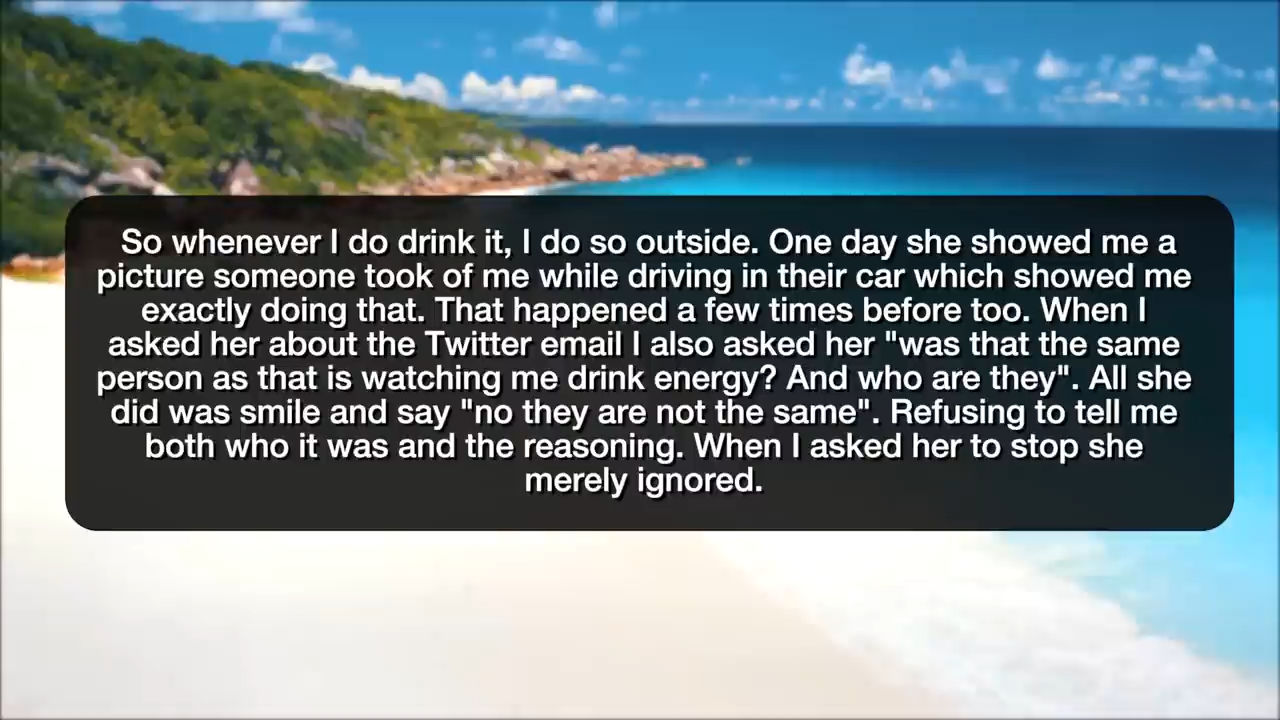 So whenever I do drink it, I do so outside. One day she showed me a
picture someone took of me while driving in their car which showed me
exactly doing that. That happened a few times before too. When I
asked her about the Twitter email I also asked her "was that the same
person as that is watching me drink energy? And who are they". All she
did was smile and say "no they are not the same". Refusing to tell me
both who it was and the reasoning. When I asked her to stop she
merely ignored.